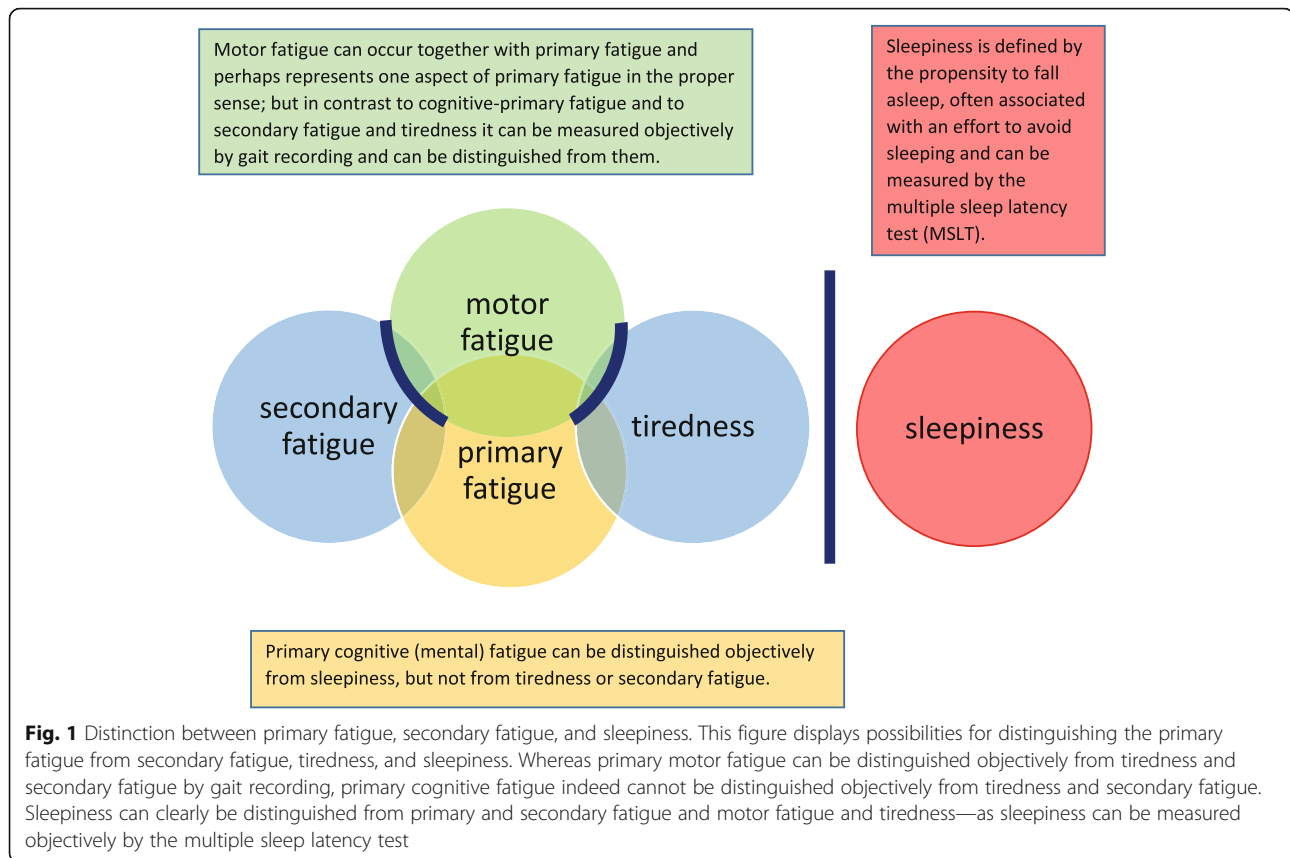 Motor fatigue can occur together with primary fatigue and
perhaps represents one aspect of primary fatigue in the proper
sense; but in contrast to cognitive-primary fatigue and to
secondary fatigue and tiredness it can be measured objectively
by gait recording and can be distinguished from them.
Sleepiness is defined by
the propensity to fall
asleep, often associated
with an effort to avoid
sleeping and can be
measured by the
multiple sleep latency
test (MSLT).
motor
fatigue
secondary
fatigue
primary
fatigue
tiredness
sleepiness
Primary cognitive (mental) fatigue can be distinguished objectively
from sleepiness, but not from tiredness or secondary fatigue.
Fig. 1 Distinction between primary fatigue, secondary fatigue, and sleepiness. This figure displays possibilities for distinguishing the primary
fatigue from secondary fatigue, tiredness, and sleepiness. Whereas primary motor fatigue can be distinguished objectively from tiredness and
secondary fatigue by gait recording, primary cognitive fatigue indeed cannot be distinguished objectively from tiredness and secondary fatigue.
Sleepiness can clearly be distinguished from primary and secondary fatigue and motor fatigue and tiredness—as sleepiness can be measured
objectively by the multiple sleep latency test